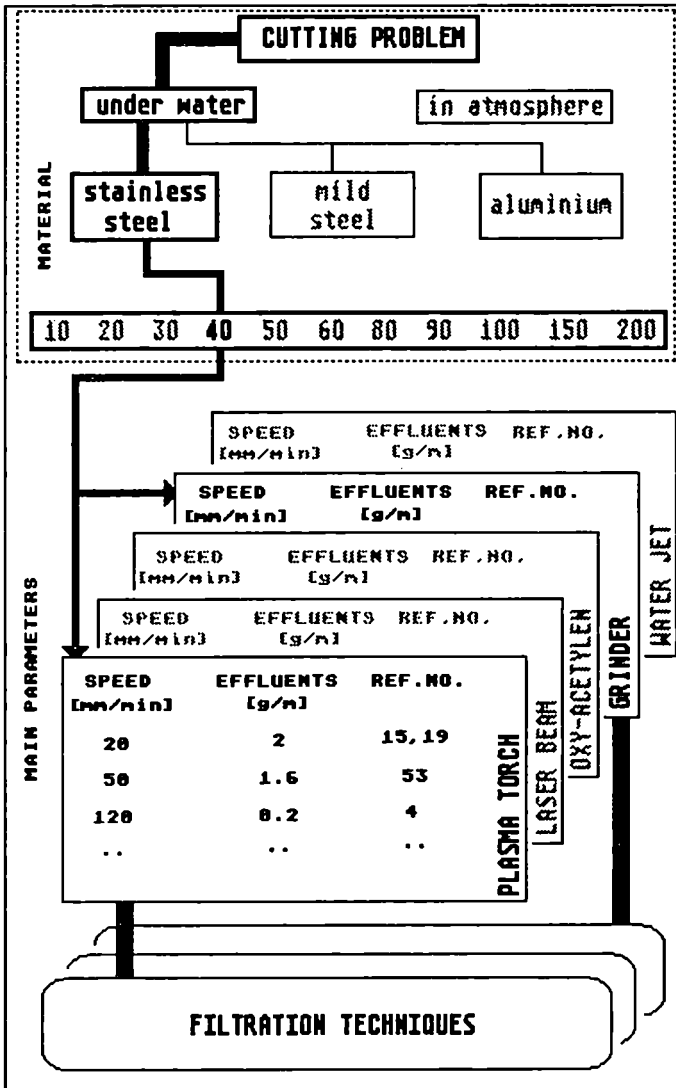 CUTTING PROBLEM
under water
in atmosphere
MATERIAL
stainless
steel
mild
steel
aluminium
10 20 30 40 50 60 80 90 100 150 200
MAIN PARAMETERS
SPEED EFFLUENTS REF.NO.
[mm/min] [g/m]
WATER JET
SPEED EFFLUENTS REF.NO.
[mm/min] [g/m]
GRINDER
SPEED EFFLUENTS REF.NO.
[mm/min] [g/m]
OXY-ACETYLEN
SPEED EFFLUENTS REF.NO.
[mm/min] [g/m]
LASER BEAM
SPEED EFFLUENTS REF.NO.
[mm/min] [g/m]
20 2 15,19
50 1.6 53
120 0.2 4
.. .. ..
PLASMA TORCH
FILTRATION TECHNIQUES